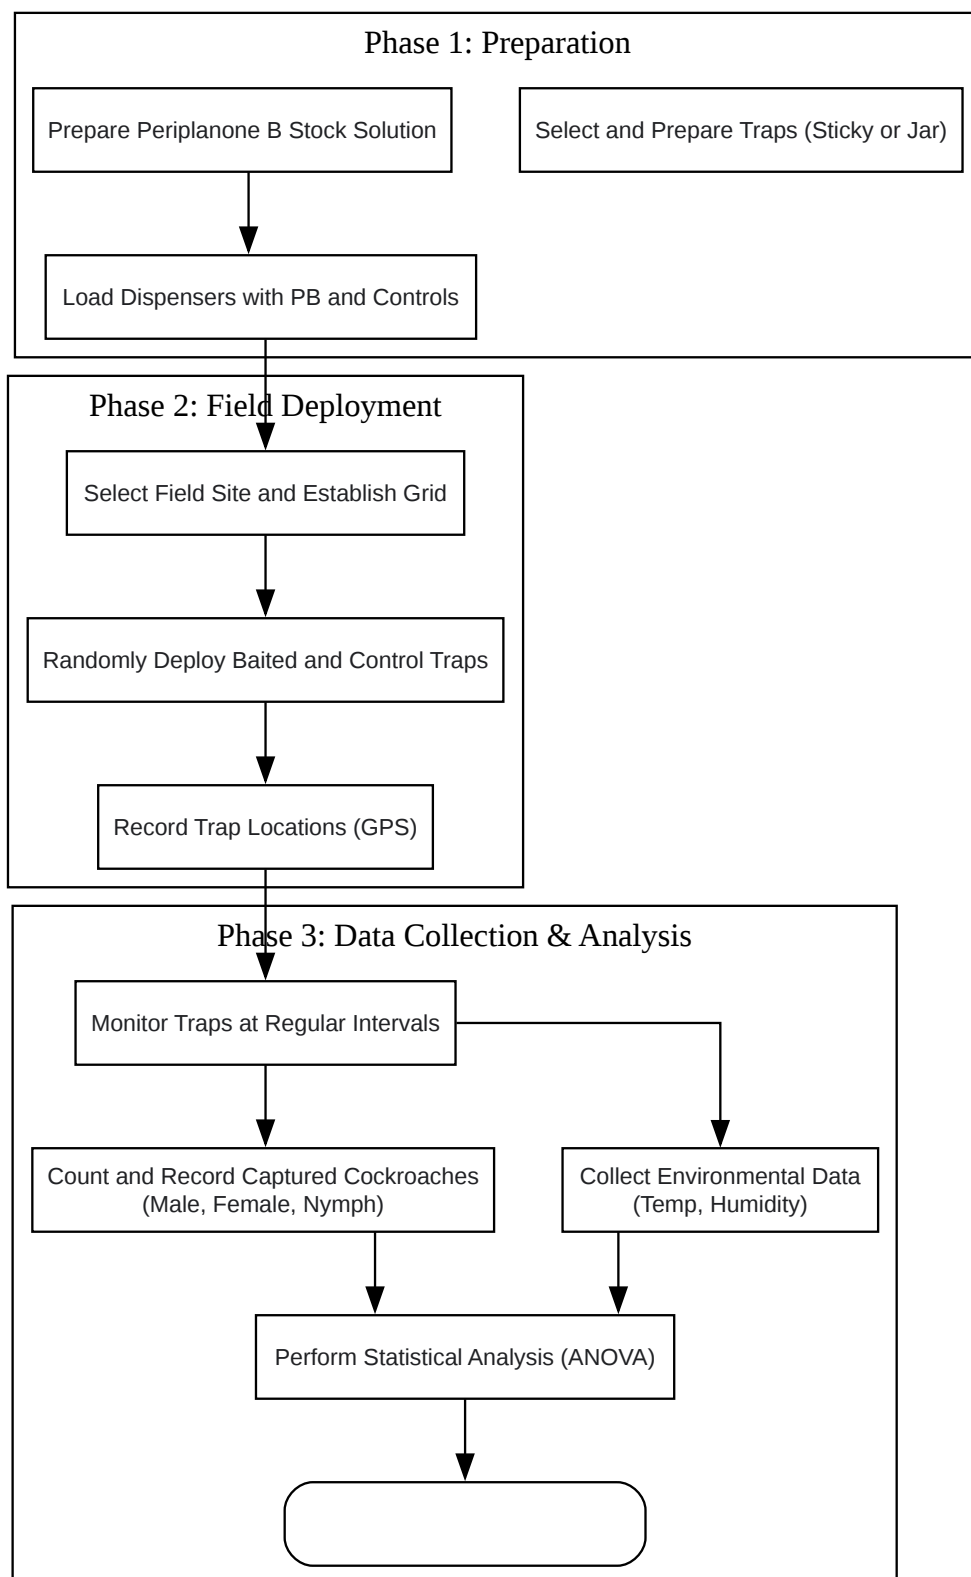 Phase 1: Preparation
Prepare Periplanone B Stock Solution
Select and Prepare Traps (Sticky or Jar)
Load Dispensers with PB and Controls
Phase 2: Field Deployment
Select Field Site and Establish Grid
Randomly Deploy Baited and Control Traps
Record Trap Locations (GPS)
Phase 3: Data Collection & Analysis
Monitor Traps at Regular Intervals
Count and Record Captured Cockroaches
(Male, Female, Nymph)
Collect Environmental Data
(Temp, Humidity)
Perform Statistical Analysis (ANOVA)